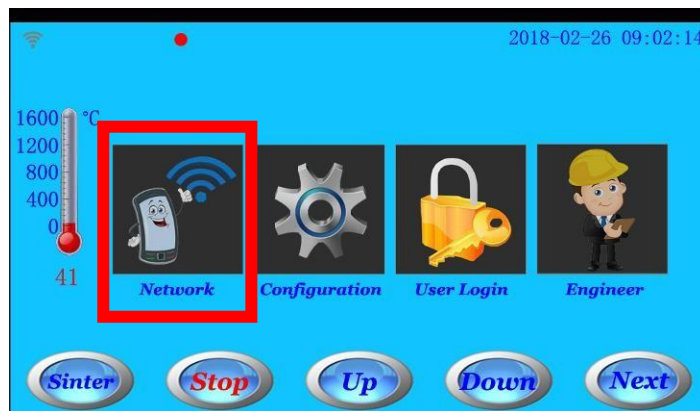 2018-02-26 09:02:14
1600 ℃
1200
800
400
0
41
Network
Configuration
User Login
Engineer
Sinter
Stop
Up
Down
Next